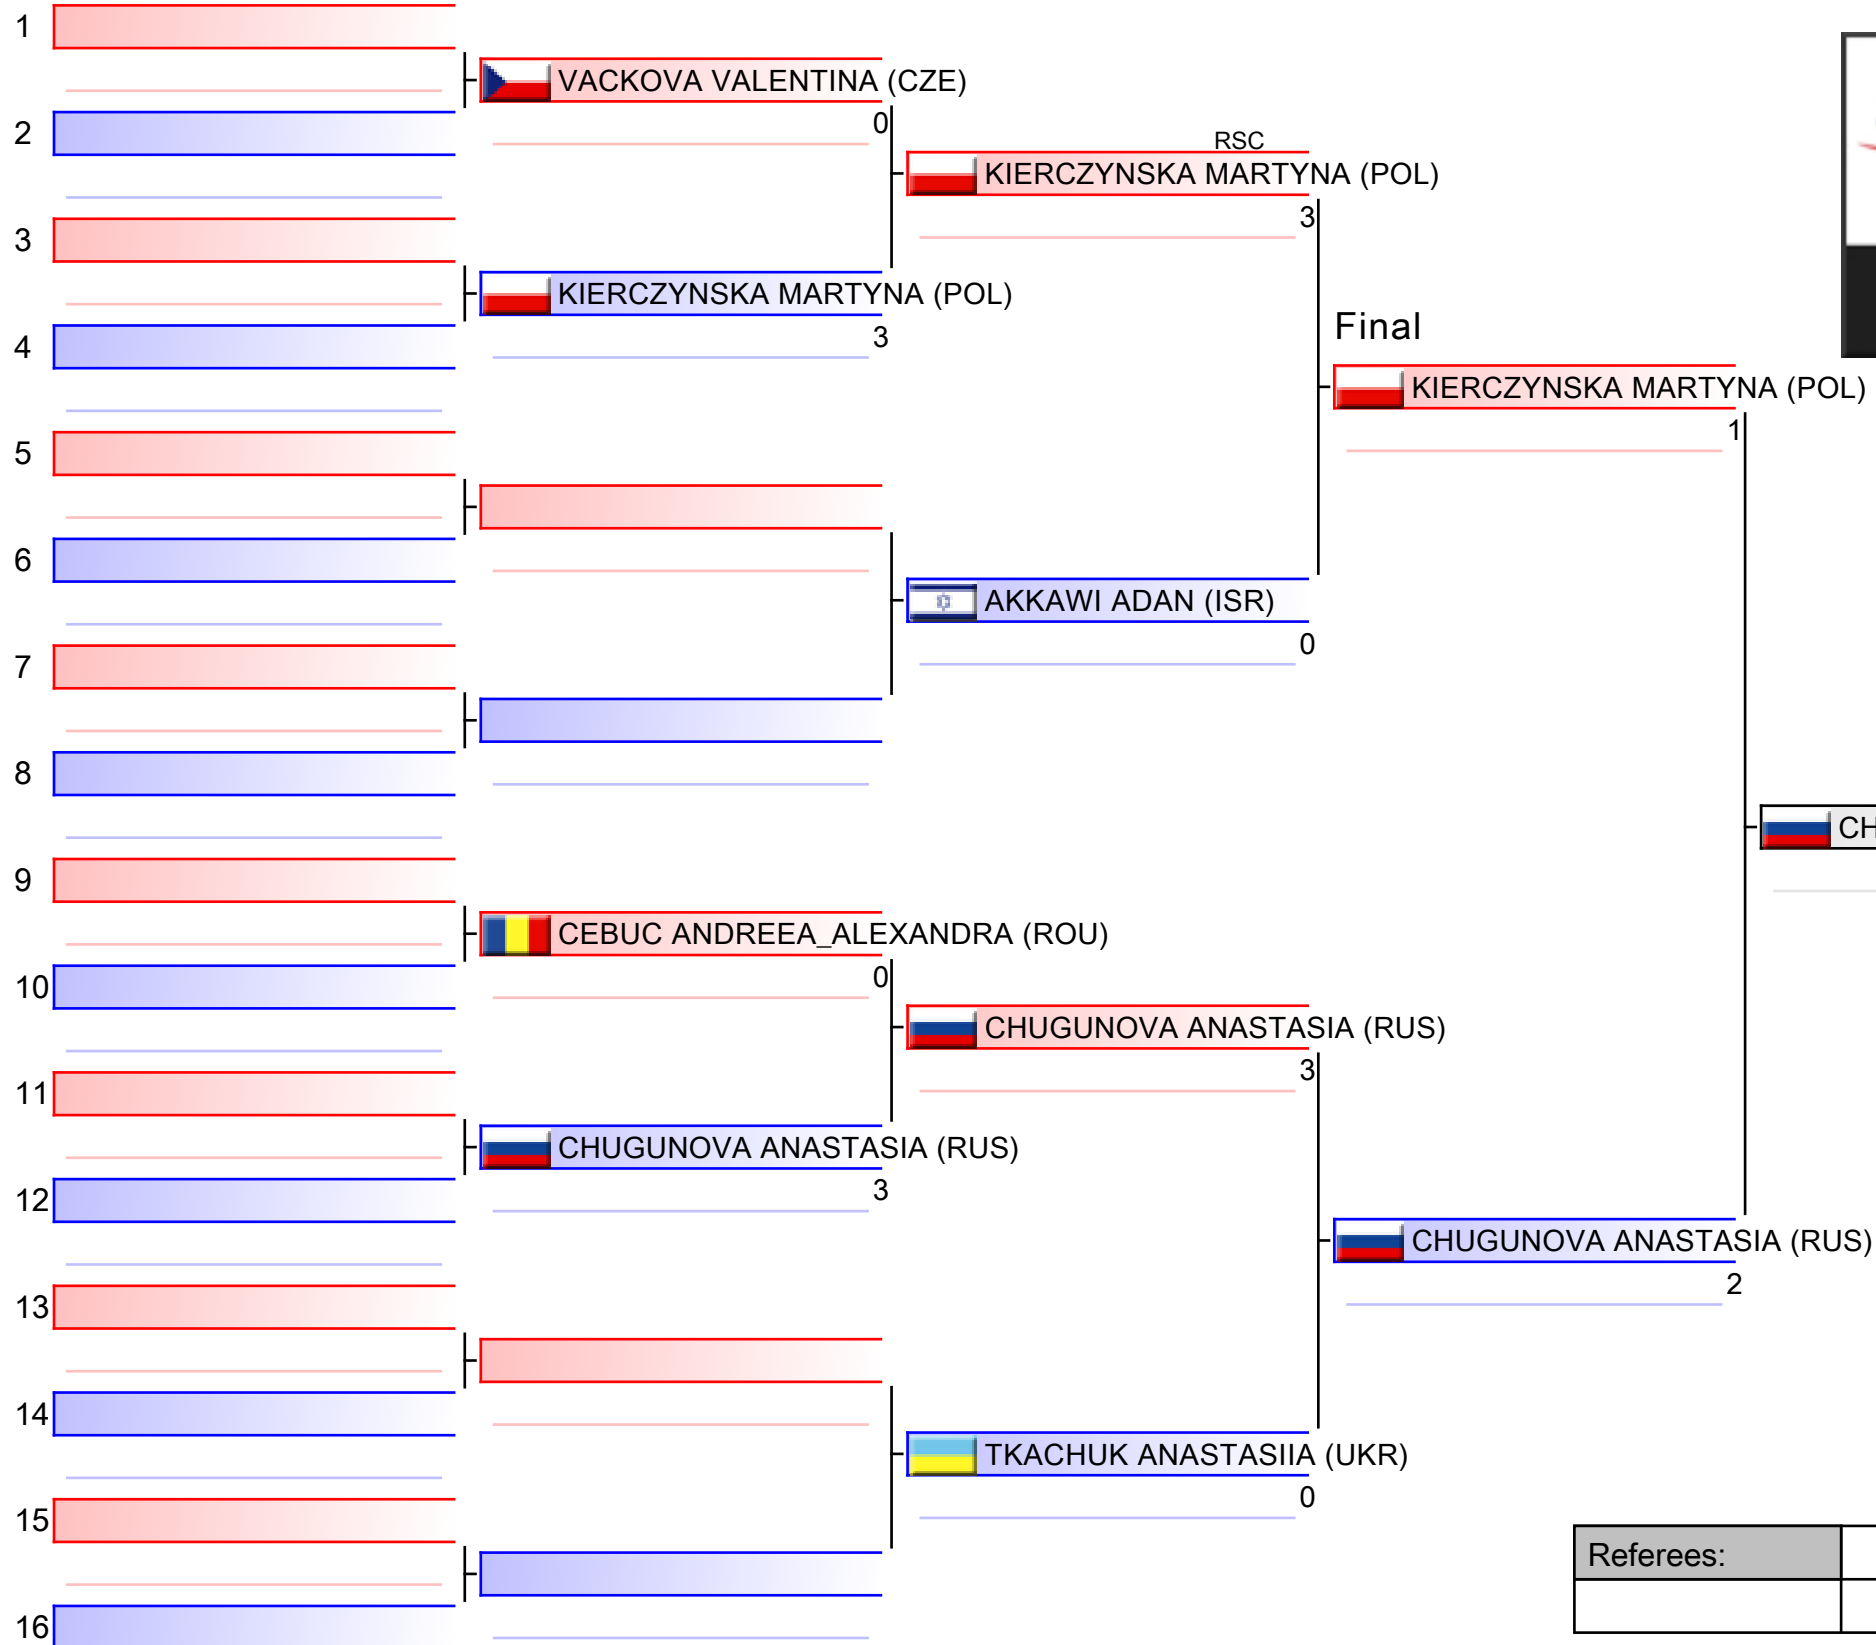 1
VACKOVA VALENTINA (CZE)
0
2
RSC
KIERCZYNSKA MARTYNA (POL)
3
3
KIERCZYNSKA MARTYNA (POL)
3
4
Final
KIERCZYNSKA MARTYNA (POL)
1
5
6
AKKAWI ADAN (ISR)
0
7
8
CH
9
CEBUC ANDREEA_ALEXANDRA (ROU)
0
10
CHUGUNOVA ANASTASIA (RUS)
3
11
CHUGUNOVA ANASTASIA (RUS)
3
12
CHUGUNOVA ANASTASIA (RUS)
2
13
14
TKACHUK ANASTASIIA (UKR)
0
15
Referees:
16